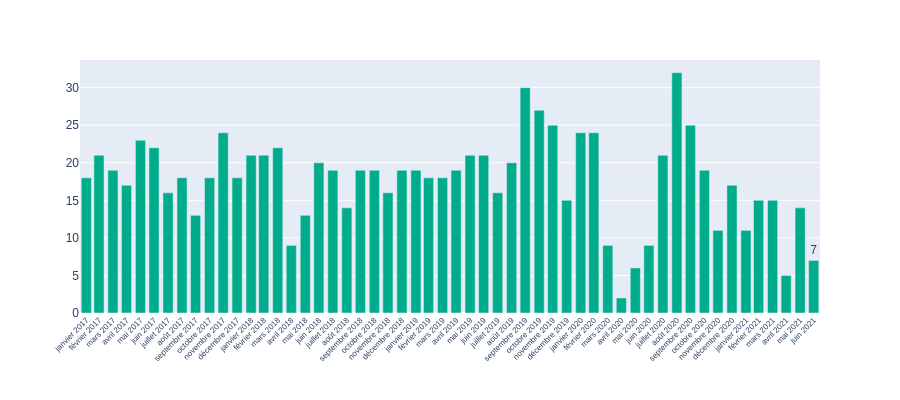 30
25
20
15
10
5
0
7
janvier 2017
février 2017
mars 2017
avril 2017
mai 2017
juin 2017
juillet 2017
août 2017
septembre 2017
octobre 2017
novembre 2017
décembre 2017
janvier 2018
février 2018
mars 2018
avril 2018
mai 2018
juin 2018
juillet 2018
août 2018
septembre 2018
octobre 2018
novembre 2018
décembre 2018
janvier 2019
février 2019
mars 2019
avril 2019
mai 2019
juin 2019
juillet 2019
août 2019
septembre 2019
octobre 2019
novembre 2019
décembre 2019
janvier 2020
février 2020
mars 2020
avril 2020
mai 2020
juin 2020
juillet 2020
août 2020
septembre 2020
octobre 2020
novembre 2020
décembre 2020
janvier 2021
février 2021
mars 2021
avril 2021
mai 2021
juin 2021